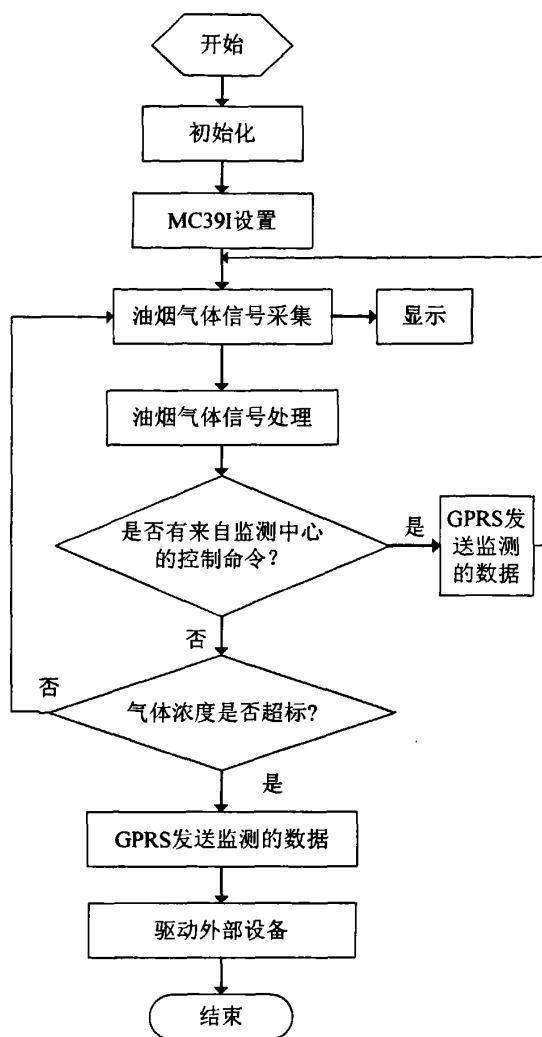 开始
初始化
MC39I设置
油烟气体信号采集
显示
油烟气体信号处理
是否有来自监测中心
的控制命令?
是
GPRS发
送监测
的数据
否
否
气体浓度是否超标?
是
GPRS发送监测的数据
驱动外部设备
结束